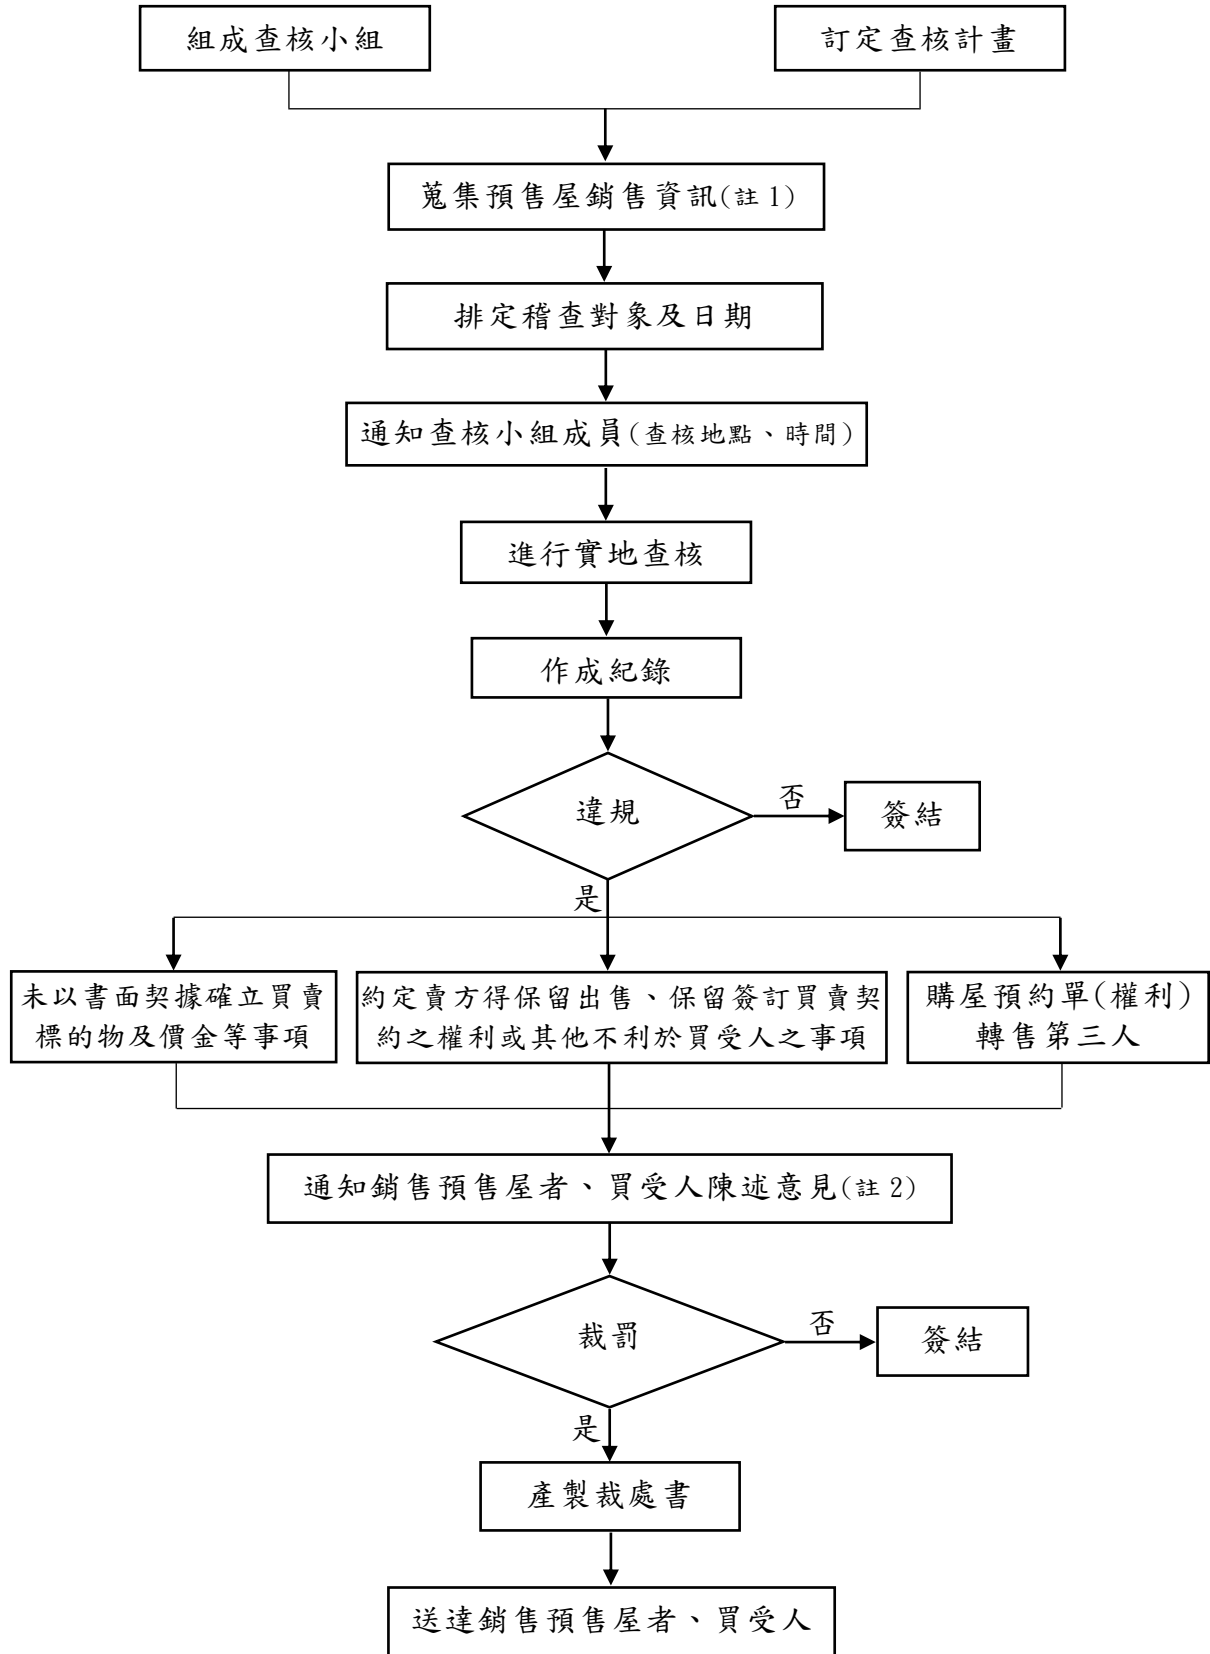 組成查核小組
訂定查核計畫
蒐集預售屋銷售資訊(註1)
排定稽查對象及日期
通知查核小組成員(查核地點、時間)
進行實地查核
作成紀錄
違規
否
簽結
是
未以書面契據確立買賣
標的物及價金等事項
約定賣方得保留出售、保留簽訂買賣契
約之權利或其他不利於買受人之事項
購屋預約單(權利)
轉售第三人
通知銷售預售屋者、買受人陳述意見(註2)
裁罰
否
簽結
是
產製裁處書
送達銷售預售屋者、買受人